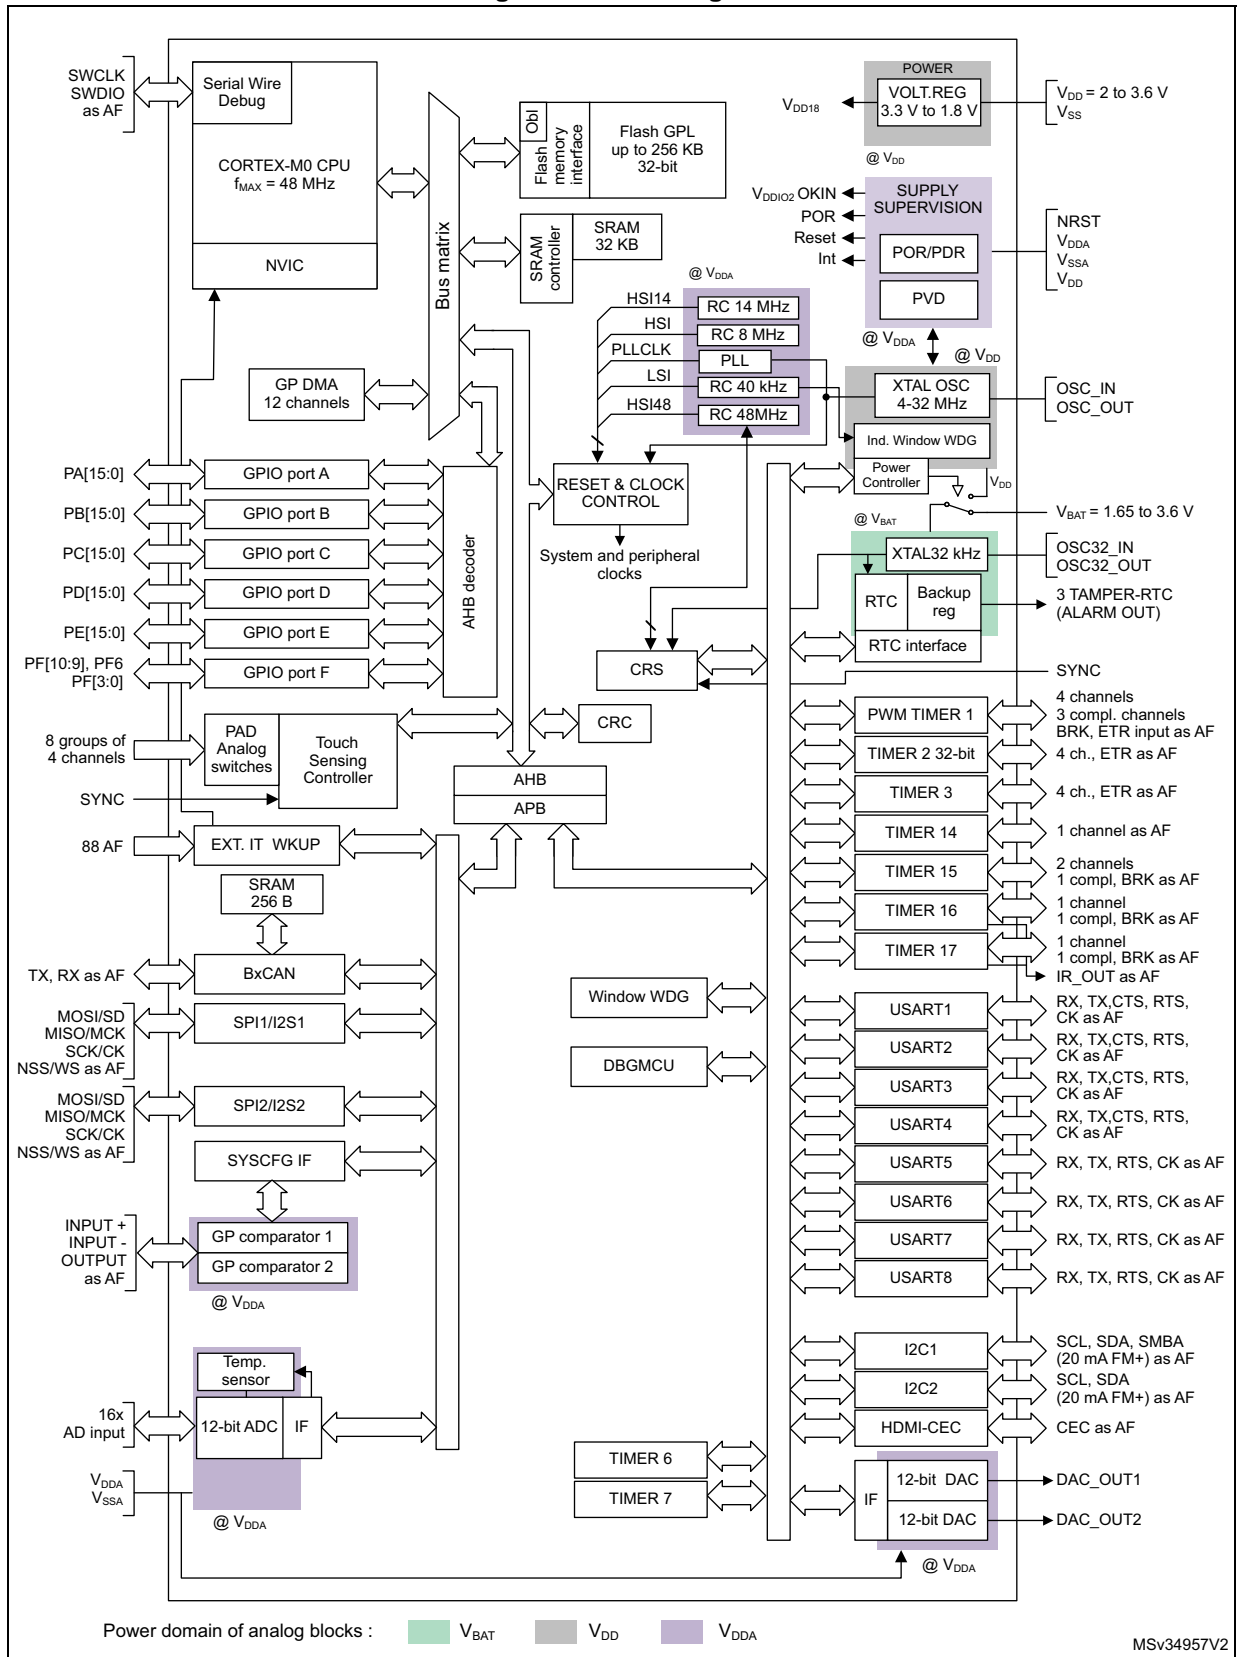 SWCLK
SWDIO
as AF
Serial Wire
Debug
CORTEX-M0 CPU
fMAX = 48 MHz
NVIC
Bus matrix
Obl
Flash
memory
interface
Flash GPL
up to 256 KB
32-bit
SRAM
controller
SRAM
32 KB
POWER
VOLT.REG
3.3 V to 1.8 V
VDD18
VDD = 2 to 3.6 V
VSS
@ VDD
SUPPLY
SUPERVISION
POR/PDR
PVD
VDDIO2 OKIN
POR
Reset
Int
NRST
VDDA
VSSA
VDD
@ VDDA
@ VDD
@ VDDA
HSI14
HSI
PLLCLK
LSI
HSI48
RC 14 MHz
RC 8 MHz
PLL
RC 40 kHz
RC 48MHz
XTAL OSC
4-32 MHz
Ind. Window WDG
Power
Controller
VDD
OSC_IN
OSC_OUT
VBAT = 1.65 to 3.6 V
@ VBAT
XTAL32 kHz
RTC
Backup
reg
RTC interface
OSC32_IN
OSC32_OUT
3 TAMPER-RTC
(ALARM OUT)
GP DMA
12 channels
PA[15:0]
GPIO port A
PB[15:0]
GPIO port B
PC[15:0]
GPIO port C
PD[15:0]
GPIO port D
PE[15:0]
GPIO port E
PF[10:9], PF6
PF[3:0]
GPIO port F
AHB decoder
RESET & CLOCK
CONTROL
System and peripheral
clocks
CRS
SYNC
8 groups of
4 channels
PAD
Analog
switches
Touch
Sensing
Controller
SYNC
CRC
AHB
APB
88 AF
EXT. IT WKUP
SRAM
256 B
TX, RX as AF
BxCAN
MOSI/SD
MISO/MCK
SCK/CK
NSS/WS as AF
SPI1/I2S1
MOSI/SD
MISO/MCK
SCK/CK
NSS/WS as AF
SPI2/I2S2
SYSCFG IF
INPUT +
INPUT -
OUTPUT
as AF
GP comparator 1
GP comparator 2
@ VDDA
Temp.
sensor
16x
AD input
12-bit ADC
IF
VDDA
VSSA
@ VDDA
Window WDG
DBGMCU
TIMER 6
TIMER 7
PWM TIMER 1
4 channels
3 compl. channels
BRK, ETR input as AF
TIMER 2 32-bit
4 ch., ETR as AF
TIMER 3
4 ch., ETR as AF
TIMER 14
1 channel as AF
TIMER 15
2 channels
1 compl, BRK as AF
TIMER 16
1 channel
1 compl, BRK as AF
TIMER 17
1 channel
1 compl, BRK as AF
IR_OUT as AF
USART1
RX, TX,CTS, RTS,
CK as AF
USART2
RX, TX,CTS, RTS,
CK as AF
USART3
RX, TX,CTS, RTS,
CK as AF
USART4
RX, TX,CTS, RTS,
CK as AF
USART5
RX, TX, RTS, CK as AF
USART6
RX, TX, RTS, CK as AF
USART7
RX, TX, RTS, CK as AF
USART8
RX, TX, RTS, CK as AF
I2C1
SCL, SDA, SMBA
(20 mA FM+) as AF
I2C2
SCL, SDA
(20 mA FM+) as AF
HDMI-CEC
CEC as AF
IF
12-bit DAC
DAC_OUT1
12-bit DAC
DAC_OUT2
@ VDDA
Power domain of analog blocks :
VBAT
VDD
VDDA
MSv34957V2